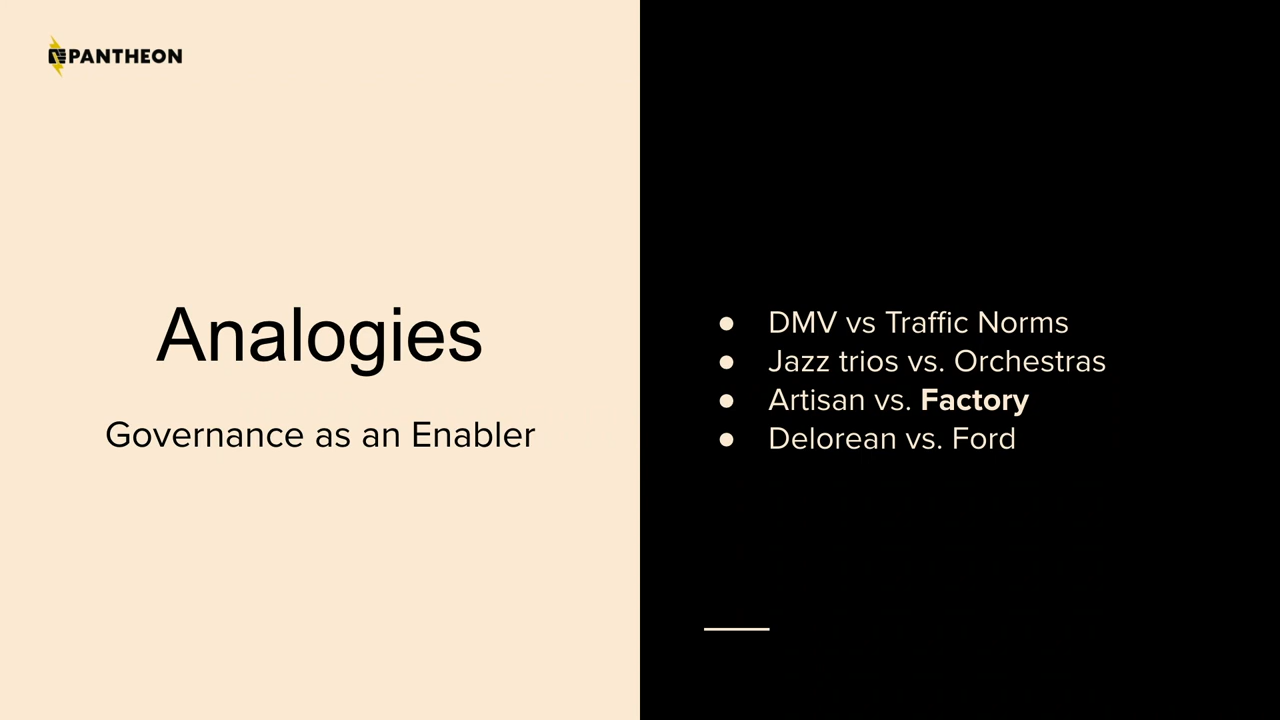 PANTHEON
Analogies
Governance as an Enabler
● DMV vs Traffic Norms
● Jazz trios vs. Orchestras
● Artisan vs. Factory
● Delorean vs. Ford